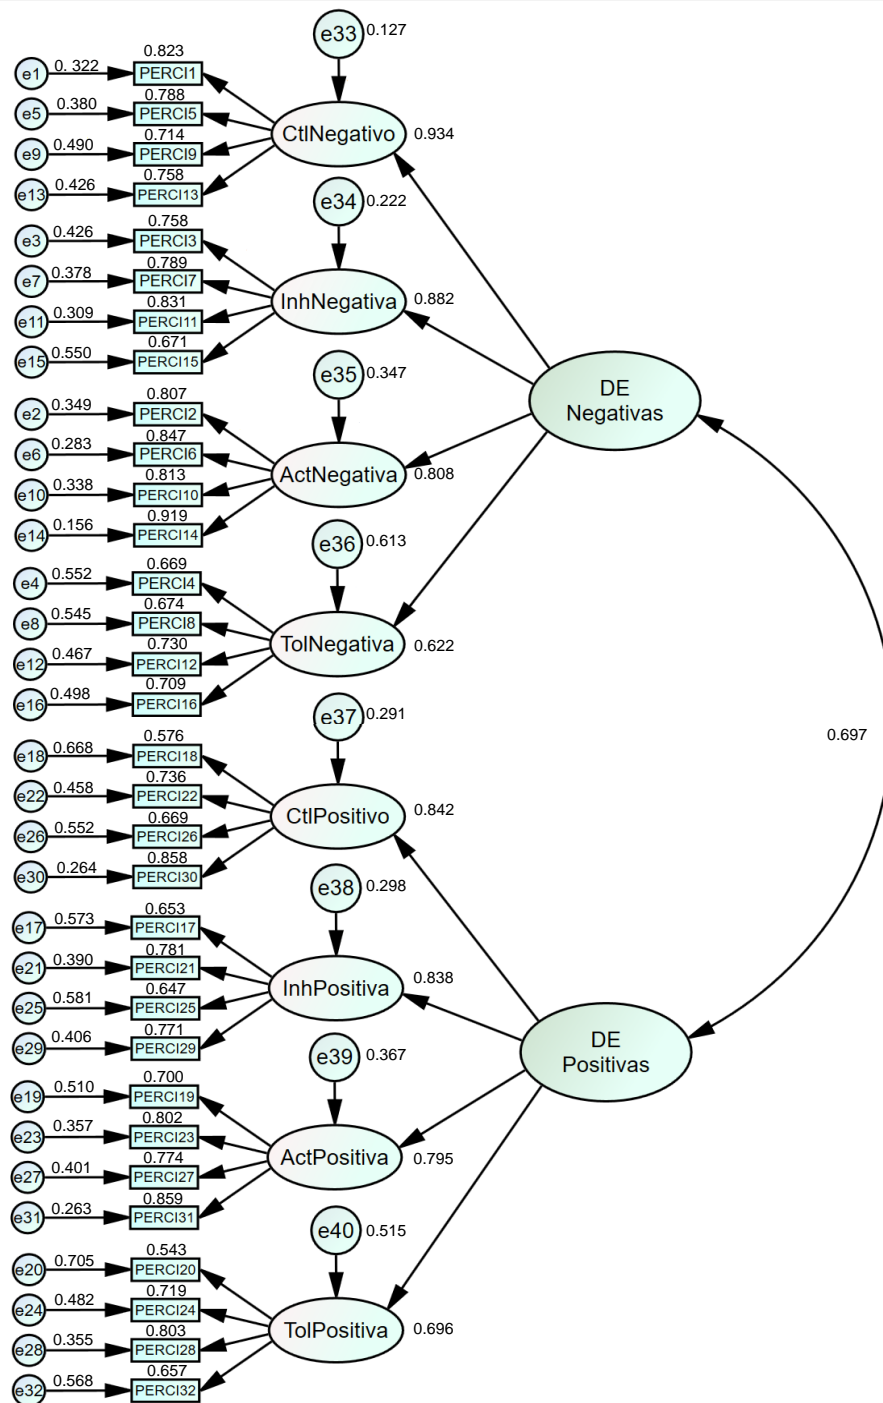 e33 0.127
0.823
e1 0. 322 PERCI1
0.788
e5 0.380 PERCI5
CtlNegativo 0.934
0.714
e9 0.490 PERCI9
0.758
e13 0.426 PERCI13
e34 0.222
0.758
e3 0.426 PERCI3
0.789
e7 0.378 PERCI7
InhNegativa 0.882
0.831
e11 0.309 PERCI11
0.671
e15 0.550 PERCI15
e35 0.347
DE
Negativas
0.807
e2 0.349 PERCI2
0.847
e6 0.283 PERCI6
ActNegativa 0.808
0.813
e10 0.338 PERCI10
0.919
e14 0.156 PERCI14
e36 0.613
0.669
e4 0.552 PERCI4
0.674
e8 0.545 PERCI8
TolNegativa 0.622
0.730
e12 0.467 PERCI12
0.709
e16 0.498 PERCI16
e37 0.291
0.697
0.576
e18 0.668 PERCI18
0.736
e22 0.458 PERCI22
CtlPositivo 0.842
0.669
e26 0.552 PERCI26
0.858
e30 0.264 PERCI30
e38 0.298
0.653
e17 0.573 PERCI17
0.781
e21 0.390 PERCI21
InhPositiva 0.838
0.647
e25 0.581 PERCI25
0.771
e29 0.406 PERCI29
DE
Positivas
e39 0.367
0.700
e19 0.510 PERCI19
0.802
e23 0.357 PERCI23
ActPositiva 0.795
0.774
e27 0.401 PERCI27
0.859
e31 0.263 PERCI31
e40 0.515
0.543
e20 0.705 PERCI20
0.719
e24 0.482 PERCI24
TolPositiva 0.696
0.803
e28 0.355 PERCI28
0.657
e32 0.568 PERCI32